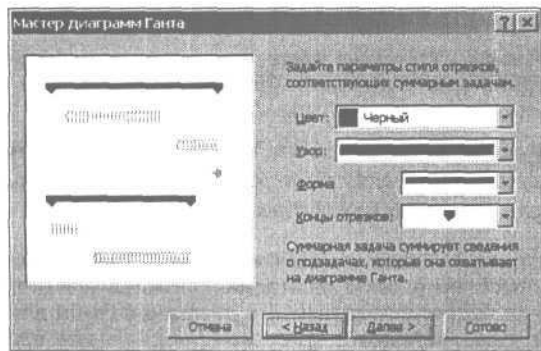 Мастер диаграмм Ганта
Задайте параметры стиля отрезков,
соответствующих суммарным задачам.
Цвет: Черный
Узор:
Форма
Концы отрезков:
Суммарная задача суммирует сведения
о подзадачах, которые она охватывает
на диаграмме Ганта.
Отмена < Назад Далее > Готово